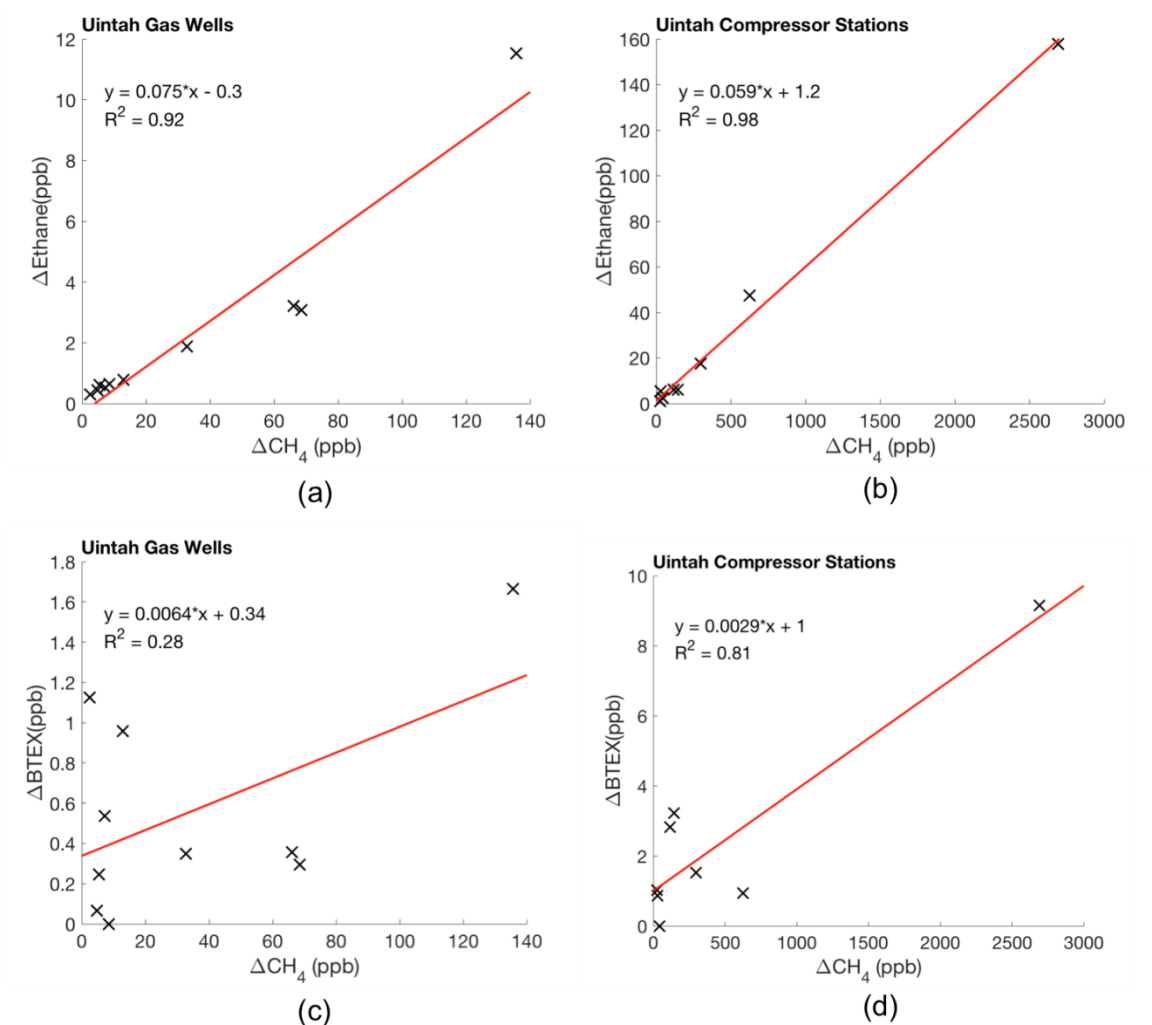 Uintah Gas Wells
y = 0.075*x - 0.3
R² = 0.92
ΔEthane(ppb)
12
10
8
6
4
2
0
0 20 40 60 80 100 120 140
ΔCH₄ (ppb)
(a)
Uintah Compressor Stations
y = 0.059*x + 1.2
R² = 0.98
ΔEthane(ppb)
160
140
120
100
80
60
40
20
0
0 500 1000 1500 2000 2500 3000
ΔCH₄ (ppb)
(b)
Uintah Gas Wells
y = 0.0064*x + 0.34
R² = 0.28
ΔBTEX(ppb)
1.8
1.6
1.4
1.2
1
0.8
0.6
0.4
0.2
0
0 20 40 60 80 100 120 140
ΔCH₄ (ppb)
(c)
Uintah Compressor Stations
y = 0.0029*x + 1
R² = 0.81
ΔBTEX(ppb)
10
8
6
4
2
0
0 500 1000 1500 2000 2500 3000
ΔCH₄ (ppb)
(d)